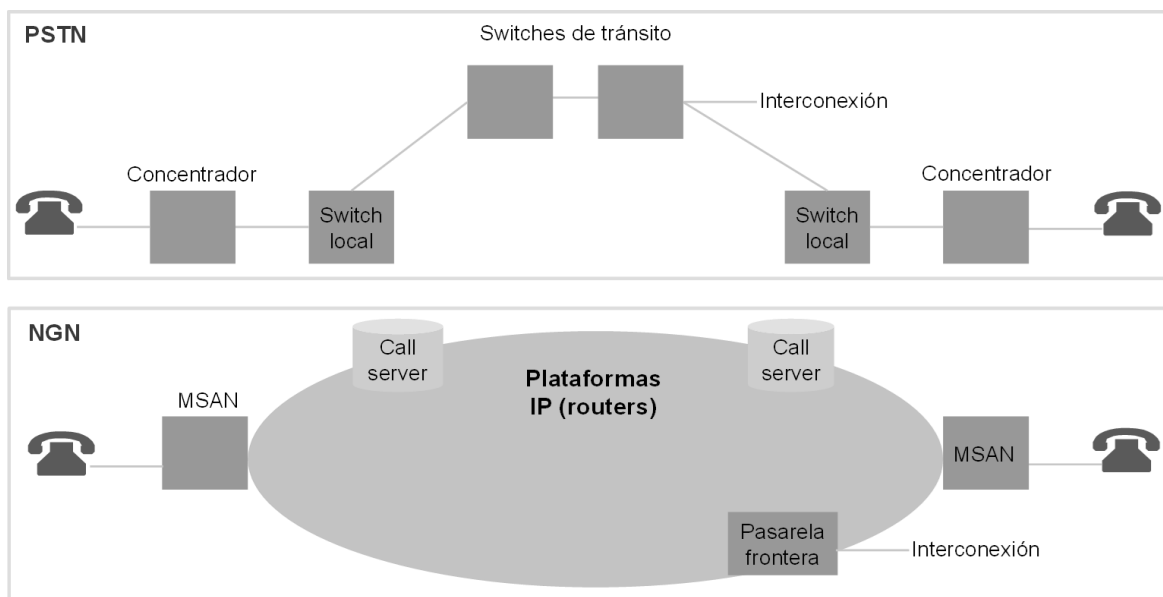 PSTN
Switches de tránsito
Interconexión
Concentrador
Concentrador
Switch
local
Switch
local
NGN
Call
server
Call
server
Plataformas
IP (routers)
MSAN
MSAN
Pasarela
frontera
Interconexión